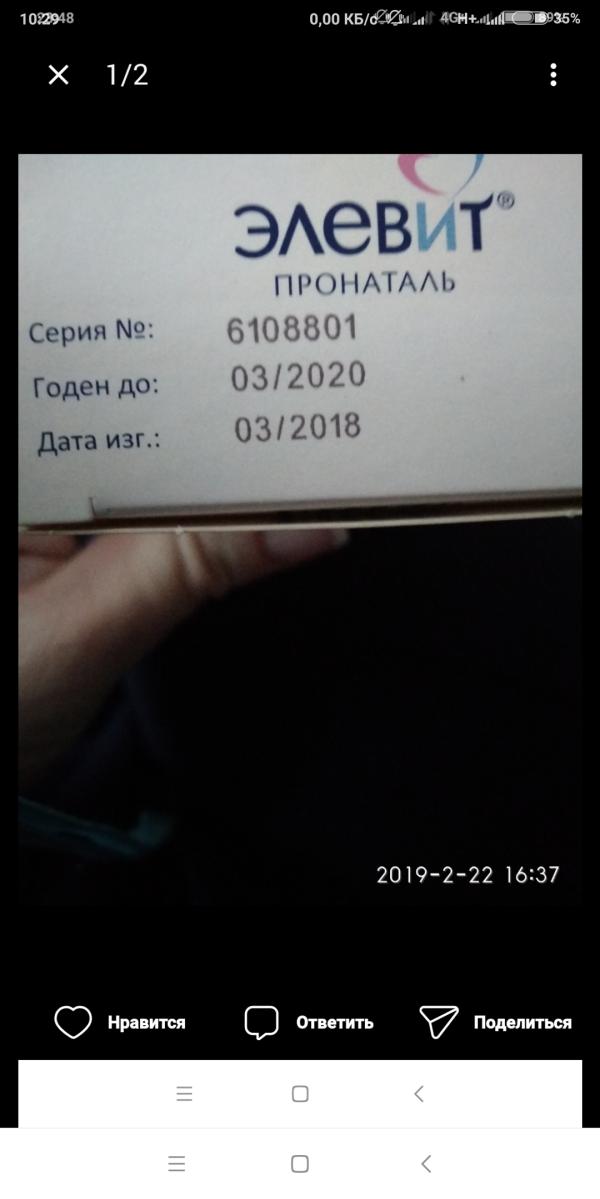 0,00 КБ/с
35%
1/2
ЭЛЕВИТ®
ПРОНАТАЛЬ
Серия №: 6108801
Годен до: 03/2020
Дата изг.: 03/2018
2019-2-22 16:37
Нравится Ответить Поделиться